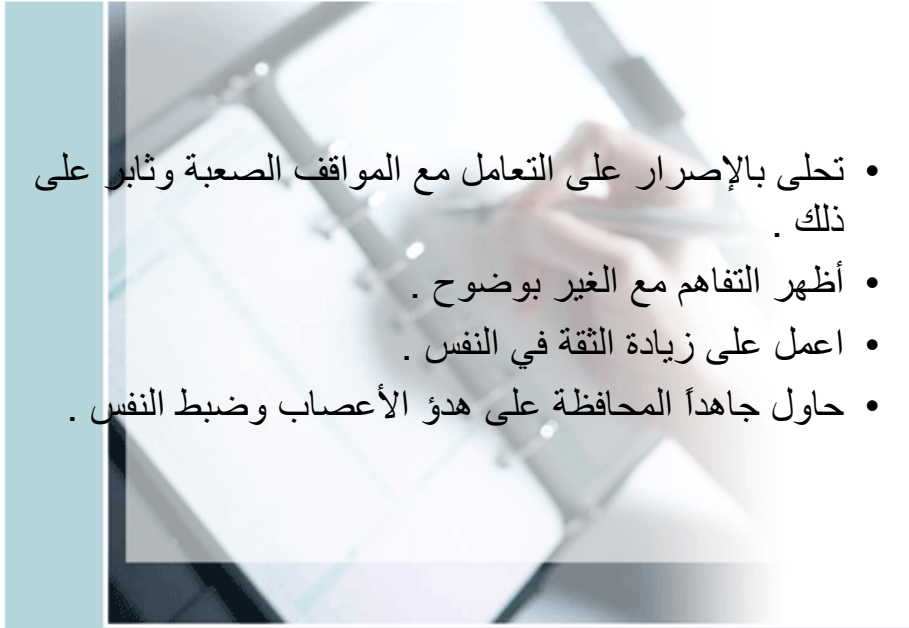 • تحلى بالإصرار على التعامل مع المواقف الصعبة وثابر على
ذلك .
• أظهر التفاهم مع الغير بوضوح .
• اعمل على زيادة الثقة في النفس .
• حاول جاهداً المحافظة على هدؤ الأعصاب وضبط النفس .